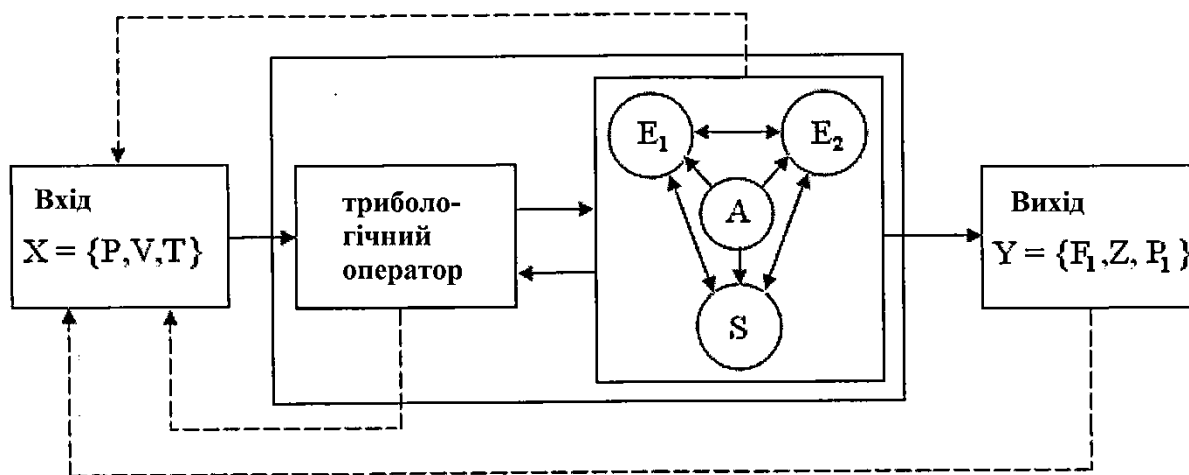 Вхід
X = {P,V,T}
триболо-
гічний
оператор
E₁
E₂
A
S
Вихід
Y = {F₁,Z, P₁}